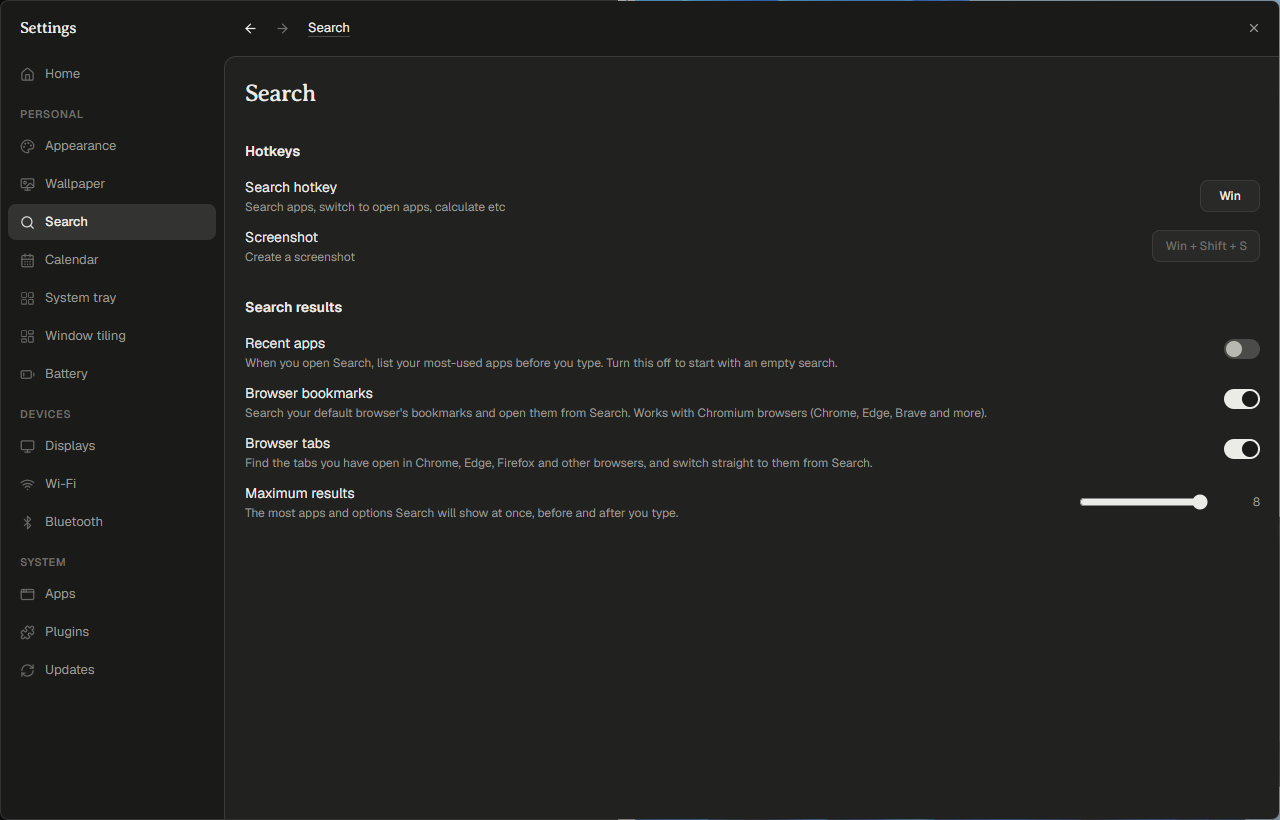 Settings
Search
Home
PERSONAL
Appearance
Wallpaper
Search
Calendar
System tray
Window tiling
Battery
DEVICES
Displays
Wi-Fi
Bluetooth
SYSTEM
Apps
Plugins
Updates
Search
Hotkeys
Search hotkey
Search apps, switch to open apps, calculate etc
Win
Screenshot
Create a screenshot
Win + Shift + S
Search results
Recent apps
When you open Search, list your most-used apps before you type. Turn this off to start with an empty search.
Browser bookmarks
Search your default browser's bookmarks and open them from Search. Works with Chromium browsers (Chrome, Edge, Brave and more).
Browser tabs
Find the tabs you have open in Chrome, Edge, Firefox and other browsers, and switch straight to them from Search.
Maximum results
The most apps and options Search will show at once, before and after you type.
8